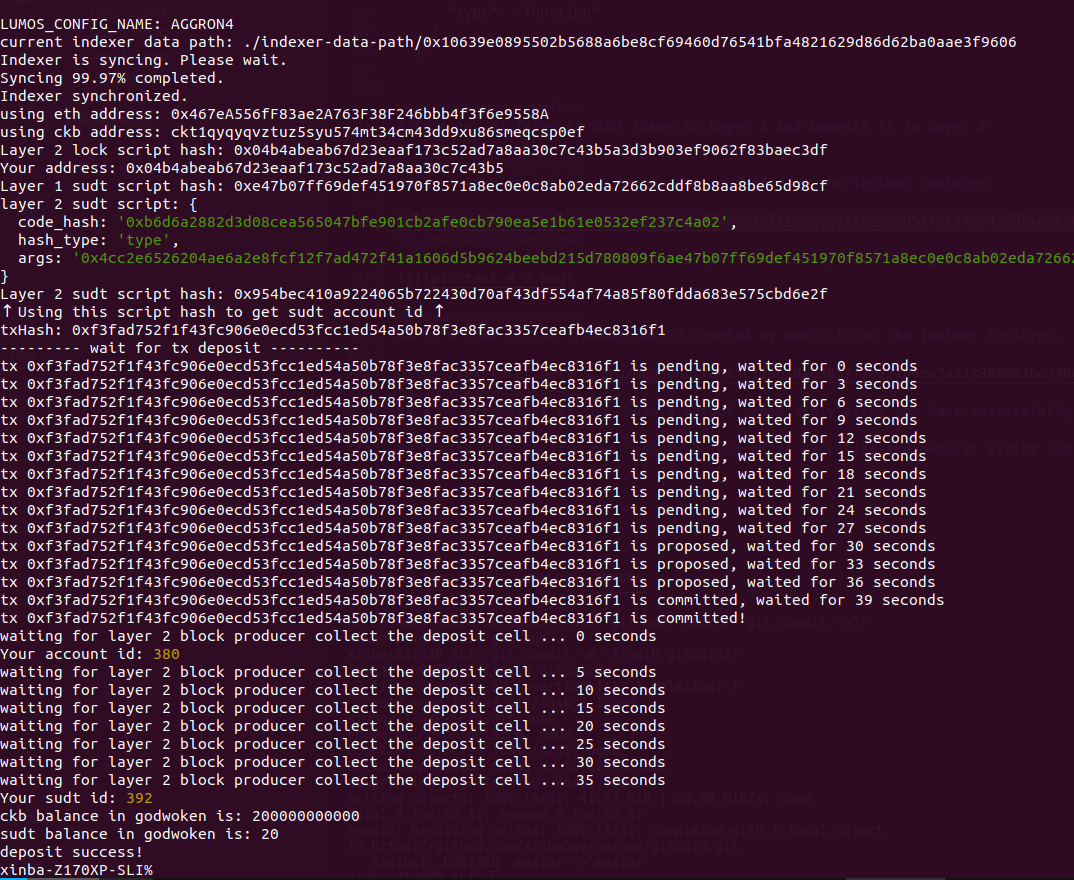 LUMOS_CONFIG_NAME: AGGRON4
current indexer data path: ./indexer-data-path/0x10639e0895502b5688a6be8cf69460d76541bfa4821629d86d62ba0aae3f9606
Indexer is syncing. Please wait.
Syncing 99.97% completed.
Indexer synchronized.
using eth address: 0x467eA556fF83ae2A763F38F246bbb4f3f6e9558A
using ckb address: ckt1qyqyqvztuz5syu574mt34cm43dd9xu86smeqcsp0ef
Layer 2 lock script hash: 0x04b4abeab67d23eaaf173c52ad7a8aa30c7c43b5a3d3b903ef9062f83baec3df
Your address: 0x04b4abeab67d23eaaf173c52ad7a8aa30c7c43b5
Layer 1 sudt script hash: 0xe47b07ff69def451970f8571a8ec0e0c8ab02eda72662cddf8b8aa8be65d98cf
layer 2 sudt script: {
code_hash: '0xb6d6a2882d3d08cea565047bfe901cb2afe0cb790ea5e1b61e0532ef237c4a02',
hash_type: 'type',
args: '0x4cc2e6526204ae6a2e8fcf12f7ad472f41a1606d5b9624beebd215d780809f6ae47b07ff69def451970f8571a8ec0e0c8ab02eda7266
}
Layer 2 sudt script hash: 0x954bec410a9224065b722430d70af43df554af74a85f80fdda683e575cbd6e2f
↑Using this script hash to get sudt account id ↑
txHash: 0xf3fad752f1f43fc906e0ecd53fcc1ed54a50b78f3e8fac3357ceafb4ec8316f1
--------- wait for tx deposit ----------
tx 0xf3fad752f1f43fc906e0ecd53fcc1ed54a50b78f3e8fac3357ceafb4ec8316f1 is pending, waited for 0 seconds
tx 0xf3fad752f1f43fc906e0ecd53fcc1ed54a50b78f3e8fac3357ceafb4ec8316f1 is pending, waited for 3 seconds
tx 0xf3fad752f1f43fc906e0ecd53fcc1ed54a50b78f3e8fac3357ceafb4ec8316f1 is pending, waited for 6 seconds
tx 0xf3fad752f1f43fc906e0ecd53fcc1ed54a50b78f3e8fac3357ceafb4ec8316f1 is pending, waited for 9 seconds
tx 0xf3fad752f1f43fc906e0ecd53fcc1ed54a50b78f3e8fac3357ceafb4ec8316f1 is pending, waited for 12 seconds
tx 0xf3fad752f1f43fc906e0ecd53fcc1ed54a50b78f3e8fac3357ceafb4ec8316f1 is pending, waited for 15 seconds
tx 0xf3fad752f1f43fc906e0ecd53fcc1ed54a50b78f3e8fac3357ceafb4ec8316f1 is pending, waited for 18 seconds
tx 0xf3fad752f1f43fc906e0ecd53fcc1ed54a50b78f3e8fac3357ceafb4ec8316f1 is pending, waited for 21 seconds
tx 0xf3fad752f1f43fc906e0ecd53fcc1ed54a50b78f3e8fac3357ceafb4ec8316f1 is pending, waited for 24 seconds
tx 0xf3fad752f1f43fc906e0ecd53fcc1ed54a50b78f3e8fac3357ceafb4ec8316f1 is pending, waited for 27 seconds
tx 0xf3fad752f1f43fc906e0ecd53fcc1ed54a50b78f3e8fac3357ceafb4ec8316f1 is proposed, waited for 30 seconds
tx 0xf3fad752f1f43fc906e0ecd53fcc1ed54a50b78f3e8fac3357ceafb4ec8316f1 is proposed, waited for 33 seconds
tx 0xf3fad752f1f43fc906e0ecd53fcc1ed54a50b78f3e8fac3357ceafb4ec8316f1 is proposed, waited for 36 seconds
tx 0xf3fad752f1f43fc906e0ecd53fcc1ed54a50b78f3e8fac3357ceafb4ec8316f1 is committed, waited for 39 seconds
tx 0xf3fad752f1f43fc906e0ecd53fcc1ed54a50b78f3e8fac3357ceafb4ec8316f1 is committed!
waiting for layer 2 block producer collect the deposit cell ... 0 seconds
Your account id: 380
waiting for layer 2 block producer collect the deposit cell ... 5 seconds
waiting for layer 2 block producer collect the deposit cell ... 10 seconds
waiting for layer 2 block producer collect the deposit cell ... 15 seconds
waiting for layer 2 block producer collect the deposit cell ... 20 seconds
waiting for layer 2 block producer collect the deposit cell ... 25 seconds
waiting for layer 2 block producer collect the deposit cell ... 30 seconds
waiting for layer 2 block producer collect the deposit cell ... 35 seconds
Your sudt id: 392
ckb balance in godwoken is: 200000000000
sudt balance in godwoken is: 20
deposit success!
xinba-Z170XP-SLI%